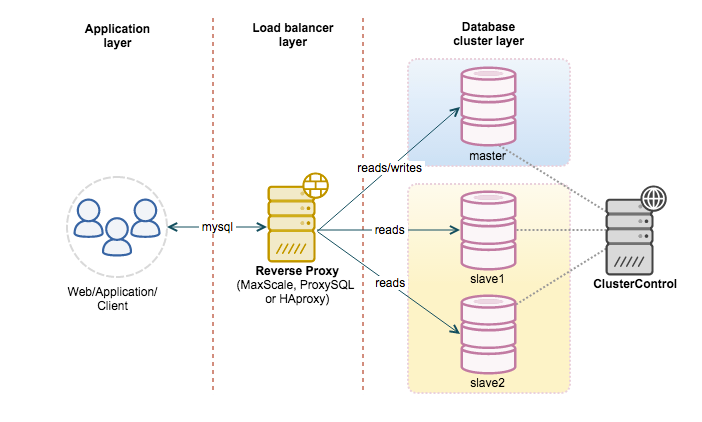 Application
layer
Load balancer
layer
Database
cluster layer
master
reads/writes
mysql
reads
Reverse Proxy
(MaxScale, ProxySQL
or HAproxy)
slave1
ClusterControl
reads
Web/Application/
Client
slave2